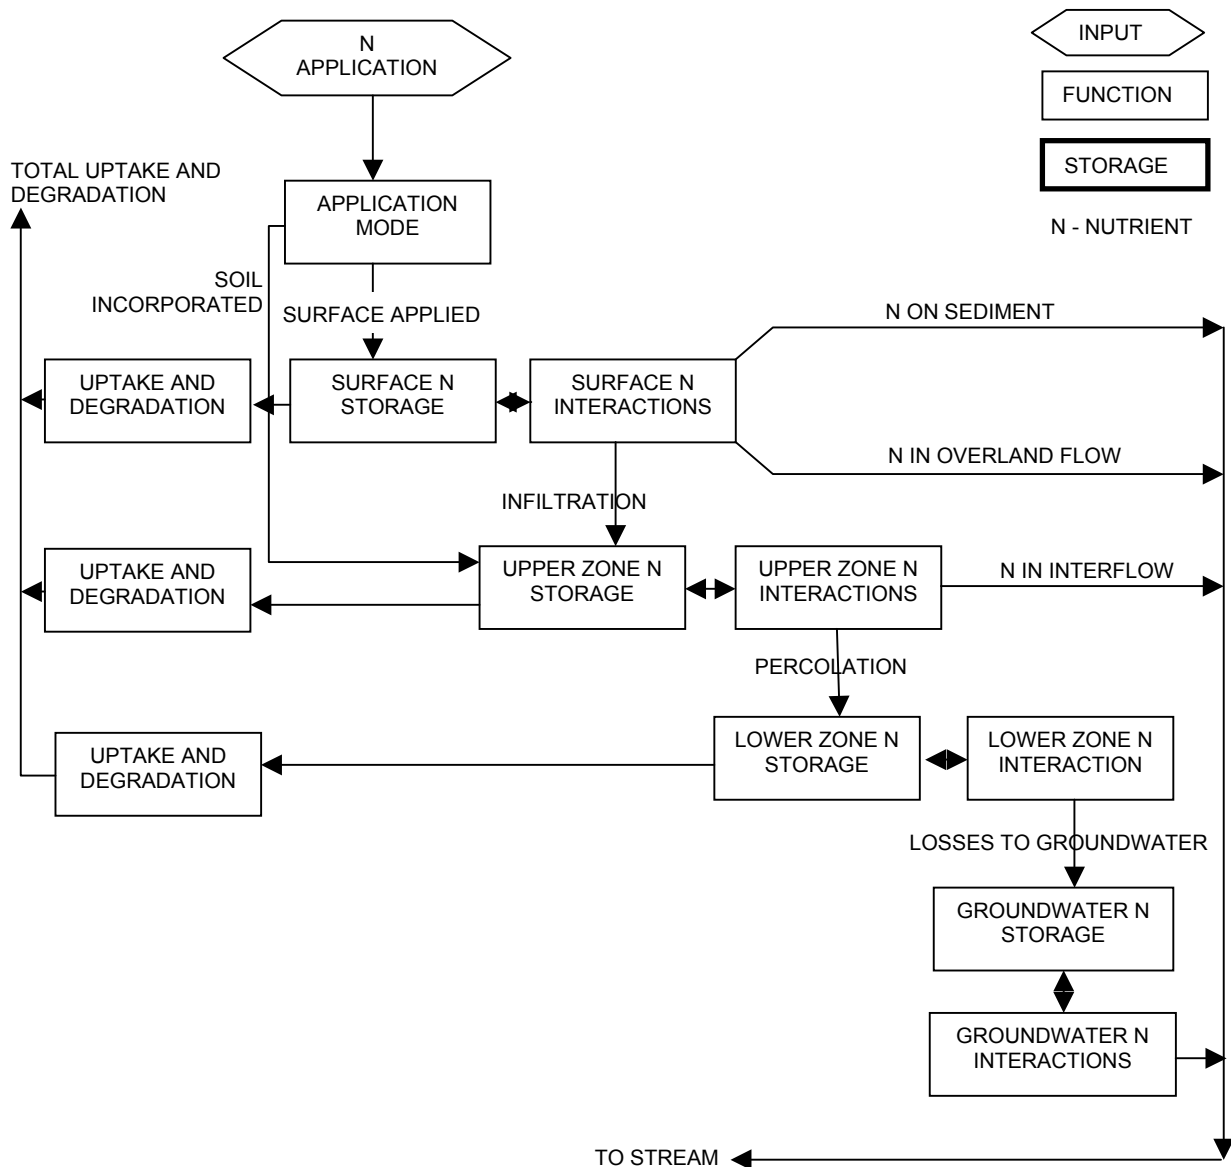 N
APPLICATION
INPUT
FUNCTION
STORAGE
N - NUTRIENT
TOTAL UPTAKE AND
DEGRADATION
APPLICATION
MODE
SOIL
INCORPORATED
SURFACE APPLIED
N ON SEDIMENT
UPTAKE AND
DEGRADATION
SURFACE N
STORAGE
SURFACE N
INTERACTIONS
N IN OVERLAND FLOW
INFILTRATION
UPTAKE AND
DEGRADATION
UPPER ZONE N
STORAGE
UPPER ZONE N
INTERACTIONS
N IN INTERFLOW
PERCOLATION
UPTAKE AND
DEGRADATION
LOWER ZONE N
STORAGE
LOWER ZONE N
INTERACTION
LOSSES TO GROUNDWATER
GROUNDWATER N
STORAGE
GROUNDWATER N
INTERACTIONS
TO STREAM